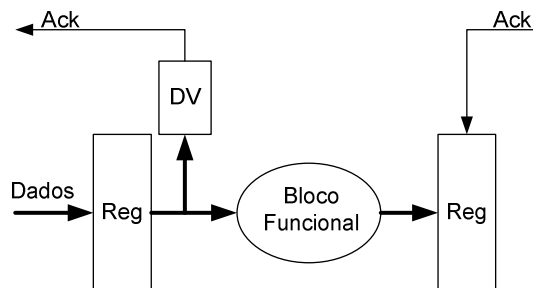 Ack
Ack
DV
Dados
Reg
Bloco
Funcional
Reg